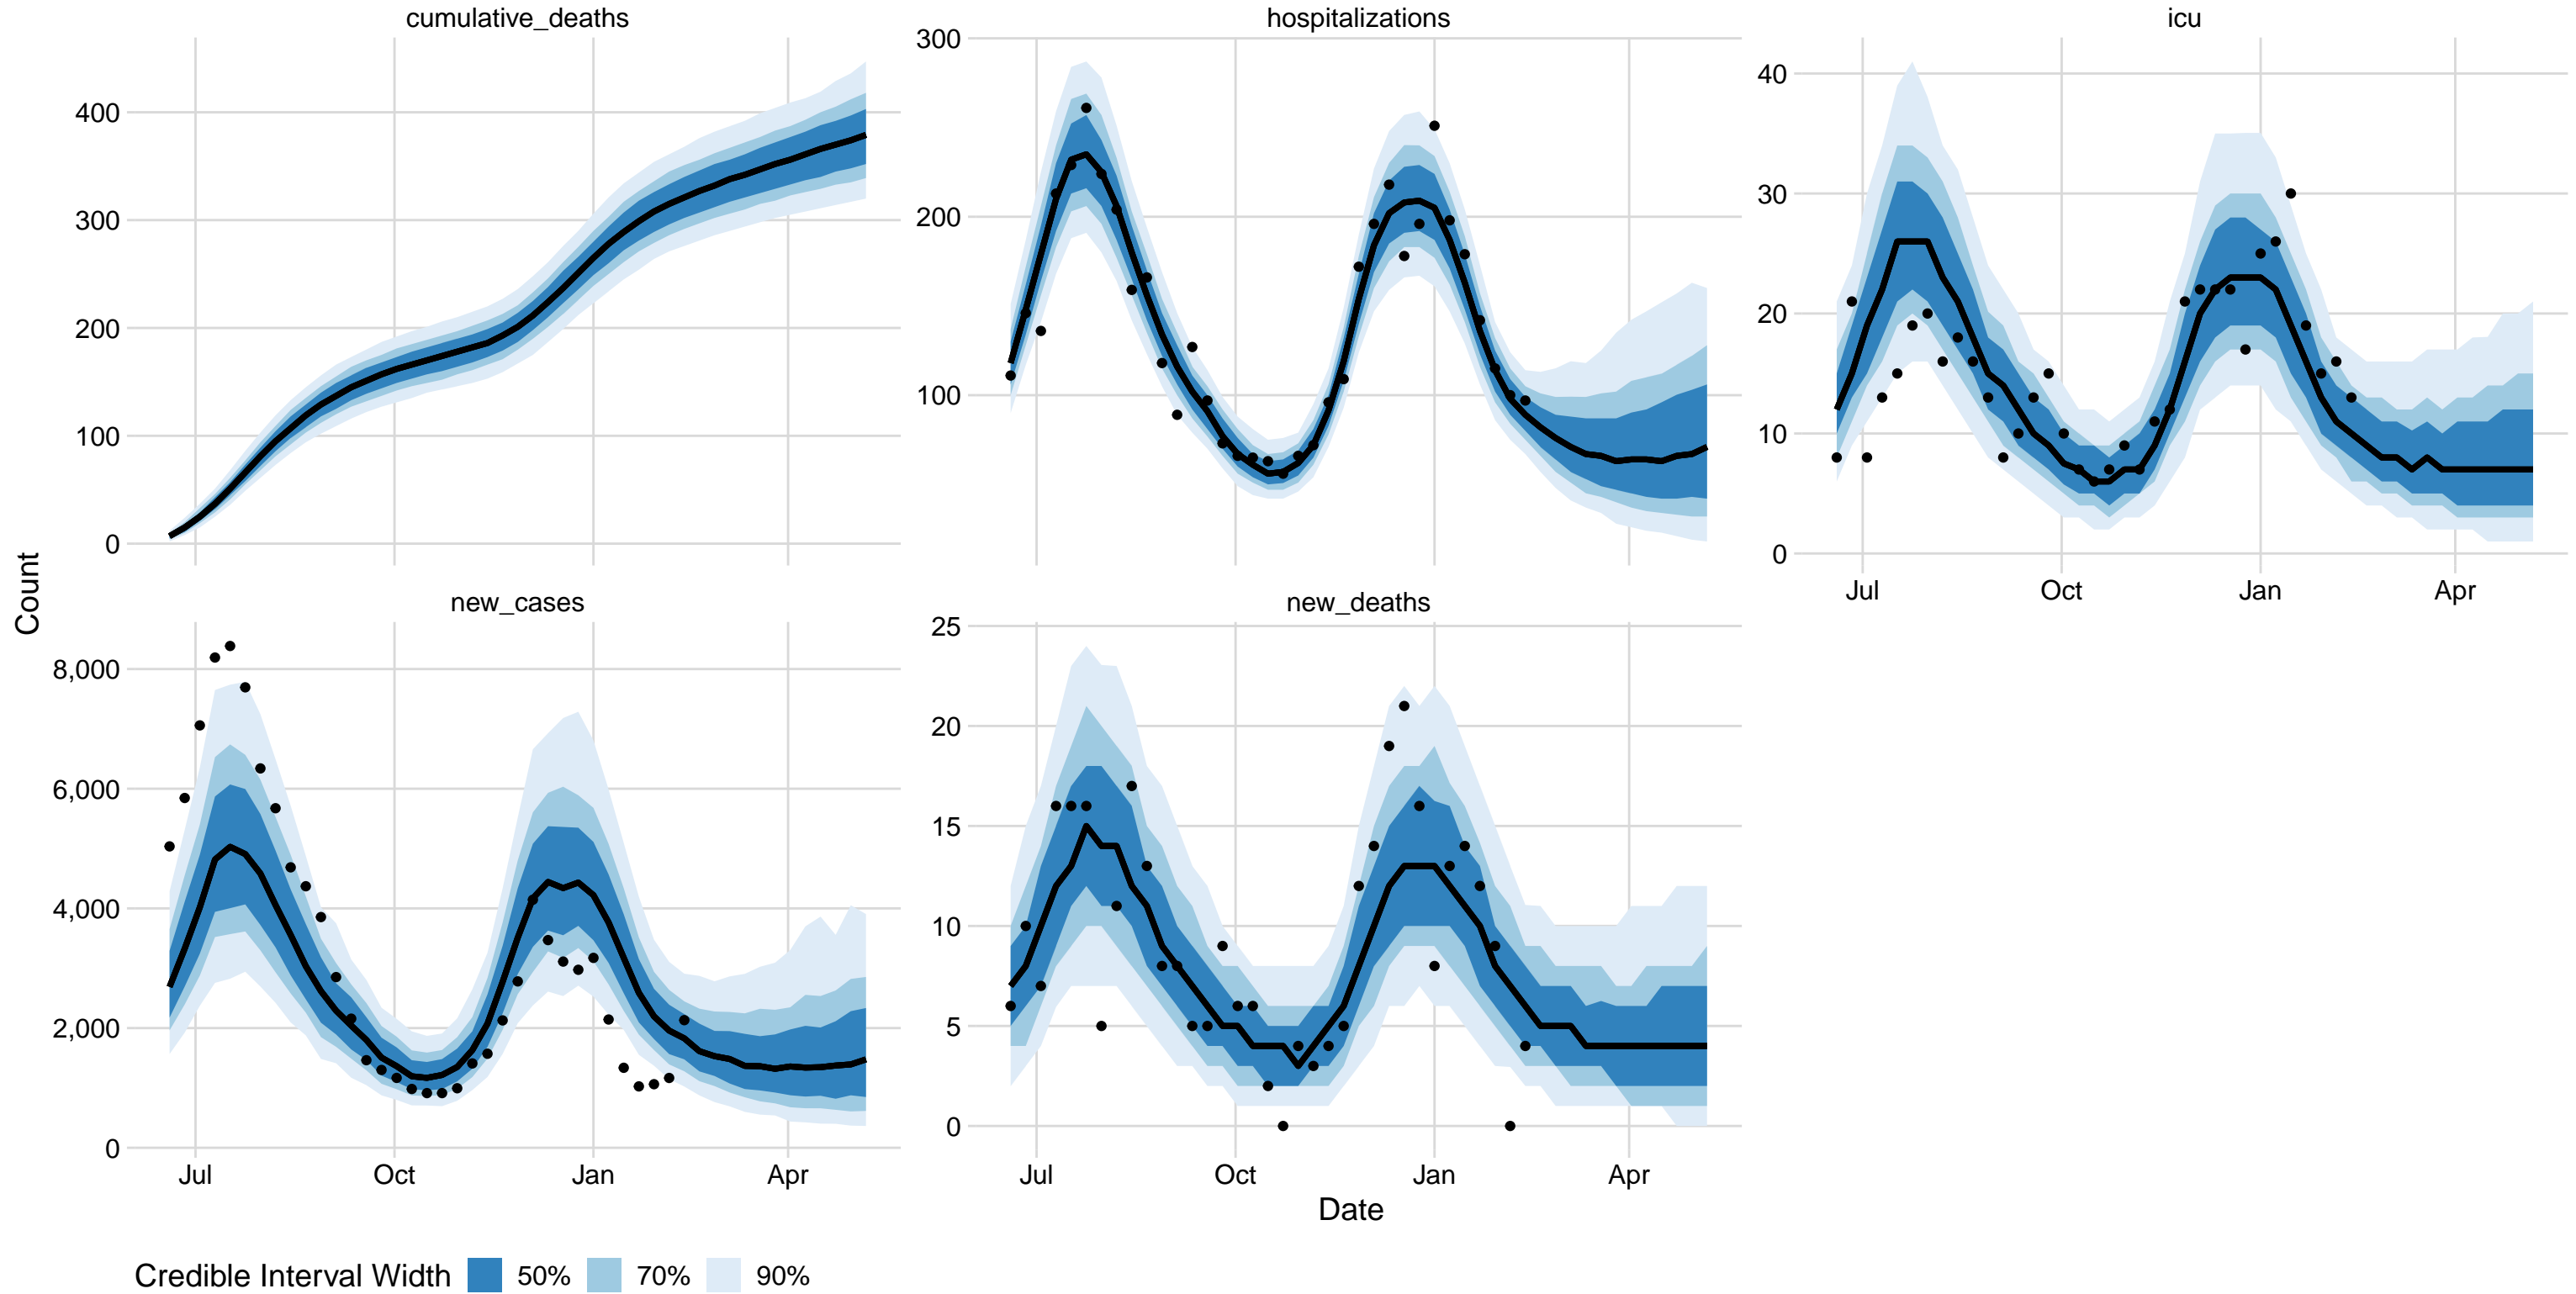 cumulative_deaths
hospitalizations
icu
400
300
200
100
0
300
200
100
40
30
20
10
0
Jul
Oct
Jan
Apr
Count
new_cases
new_deaths
8,000
6,000
4,000
2,000
0
25
20
15
10
5
0
Jul
Oct
Jan
Apr
Jul
Oct
Jan
Apr
Date
Credible Interval Width 50% 70% 90%